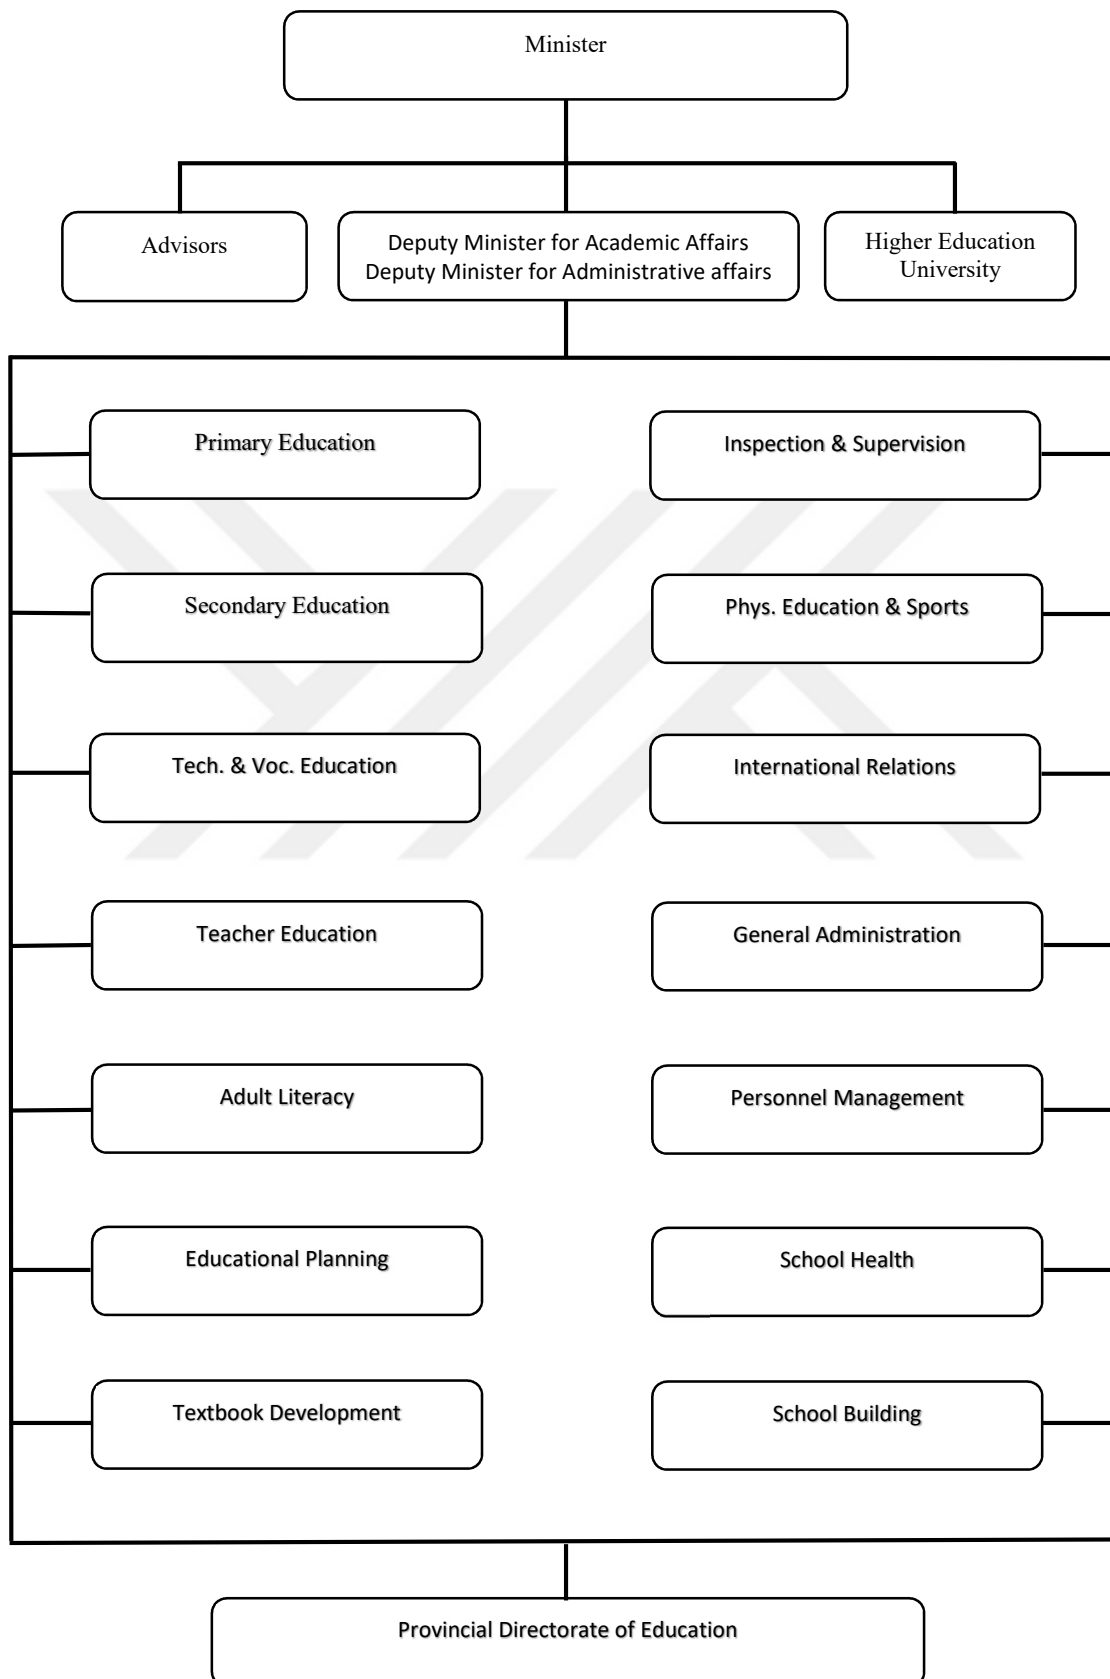 Minister
Advisors
Deputy Minister for Academic Affairs
Deputy Minister for Administrative affairs
Higher Education
University
Primary Education
Inspection & Supervision
Secondary Education
Phys. Education & Sports
Tech. & Voc. Education
International Relations
Teacher Education
General Administration
Adult Literacy
Personnel Management
Educational Planning
School Health
Textbook Development
School Building
Provincial Directorate of Education